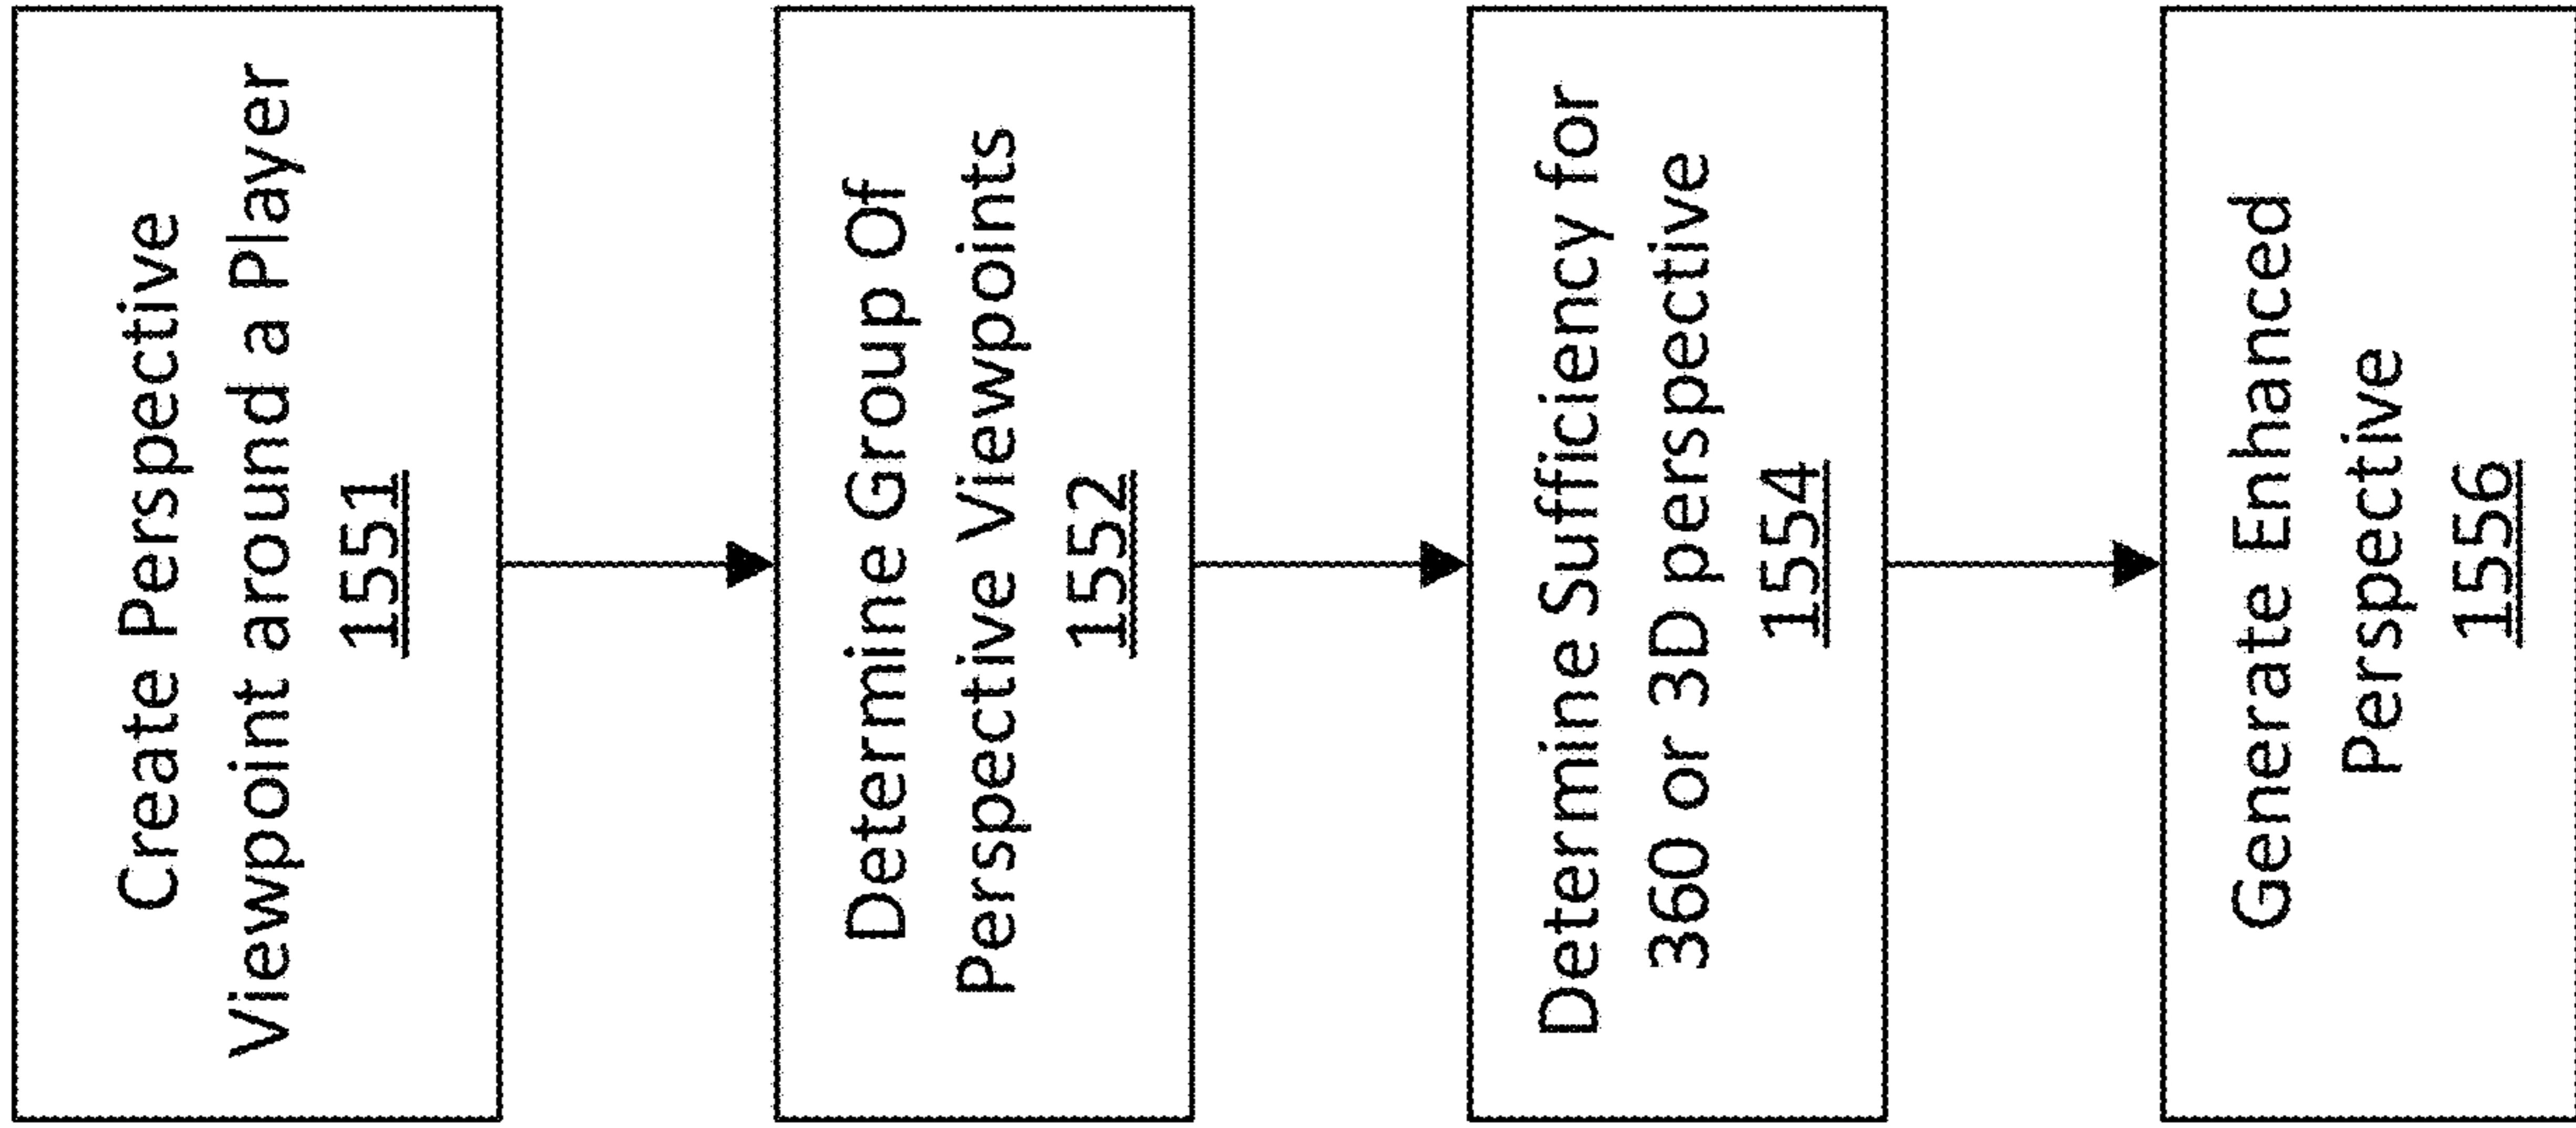 Create Perspective
Viewpoint around a Player
1551
Determine Group Of
Perspective Viewpoints
1552
Determine Sufficiency for
360 or 3D perspective
1554
Generate Enhanced
Perspective
1556